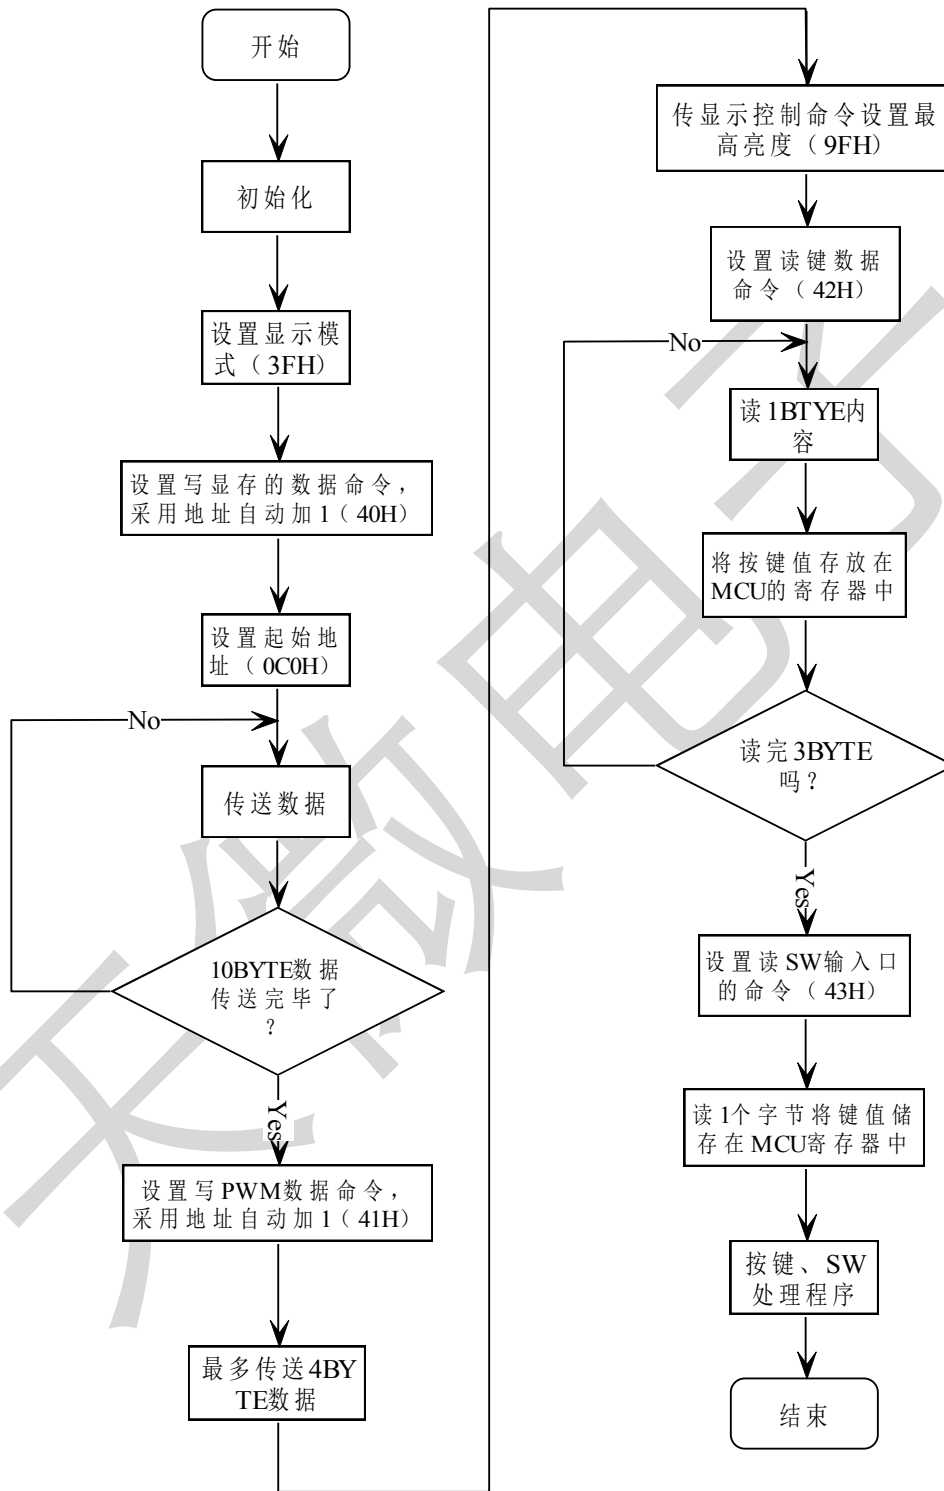 开始
初始化
设置显示模
式（3FH）
设置写显存的数据命令，
采用地址自动加1（40H）
设置起始地
址（0C0H）
No
传送数据
10BYTE数据
传送完毕了
？
Yes
设置写PWM数据命令，
采用地址自动加1（41H）
最多传送4BY
TE数据
传显示控制命令设置最
高亮度（9FH）
设置读键数据
命令（42H）
No
读1BTYE内
容
将按键值存放在
MCU的寄存器中
读完3BYTE
吗？
Yes
设置读SW输入口
的命令（43H）
读1个字节将键值储
存在MCU寄存器中
按键、SW
处理程序
结束
天微电子